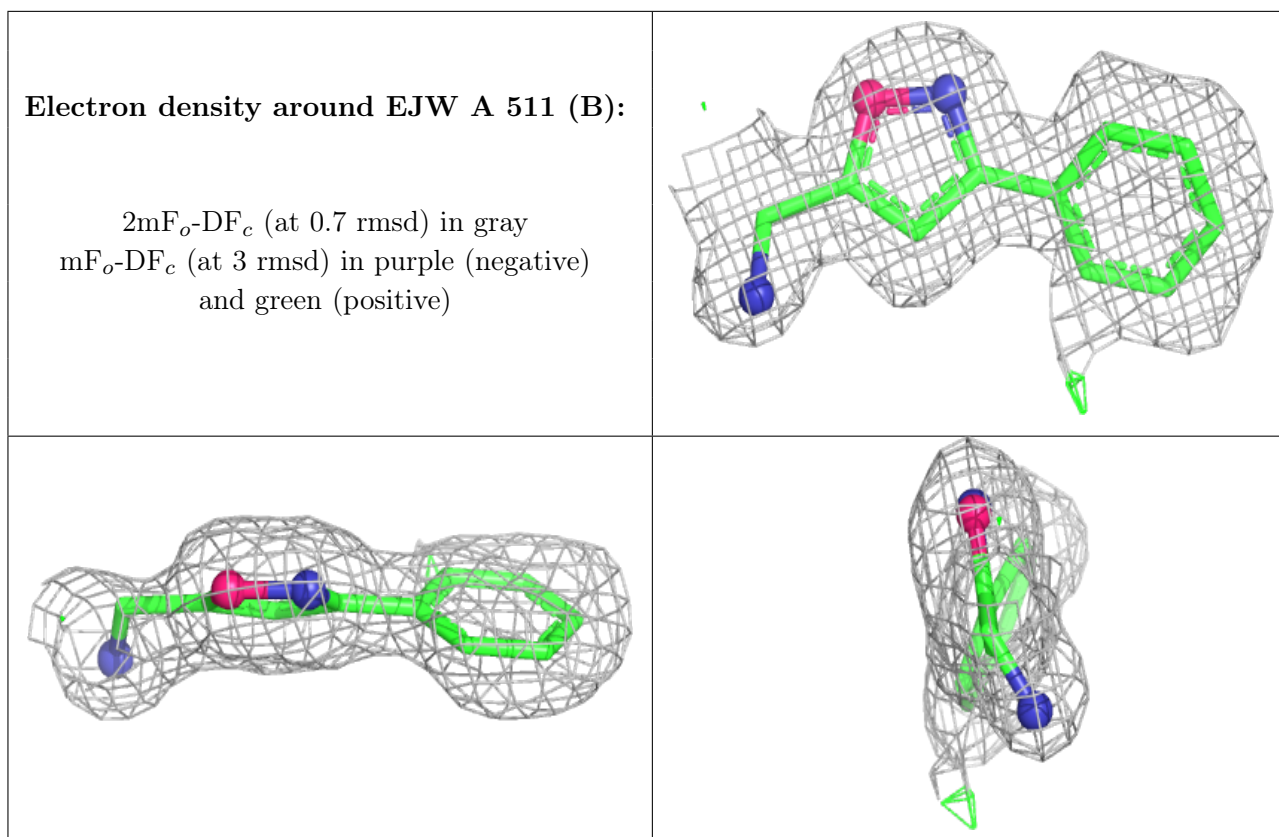 Electron density around EJW A 511 (B):
2mFₒ-DF𝑐 (at 0.7 rmsd) in gray
mFₒ-DF𝑐 (at 3 rmsd) in purple (negative)
and green (positive)